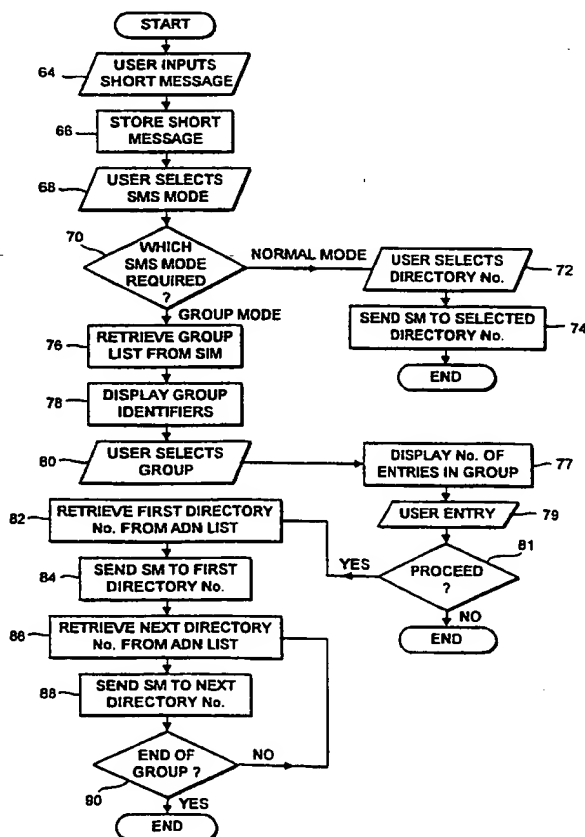 START
64
USER INPUTS
SHORT MESSAGE
66
STORE SHORT
MESSAGE
68
USER SELECTS
SMS MODE
70
WHICH
SMS MODE
REQUIRED
?
NORMAL MODE
USER SELECTS
DIRECTORY No.
72
GROUP MODE
SEND SM TO SELECTED
DIRECTORY No.
74
END
76
RETRIEVE GROUP
LIST FROM SIM
78
DISPLAY GROUP
IDENTIFIERS
80
USER SELECTS
GROUP
DISPLAY No. OF
ENTRIES IN GROUP
77
USER ENTRY
79
82
RETRIEVE FIRST DIRECTORY
No. FROM ADN LIST
YES
PROCEED
?
81
NO
END
84
SEND SM TO FIRST
DIRECTORY No.
86
RETRIEVE NEXT DIRECTORY
No. FROM ADN LIST
88
SEND SM TO NEXT
DIRECTORY No.
END OF
GROUP ?
NO
90
YES
END